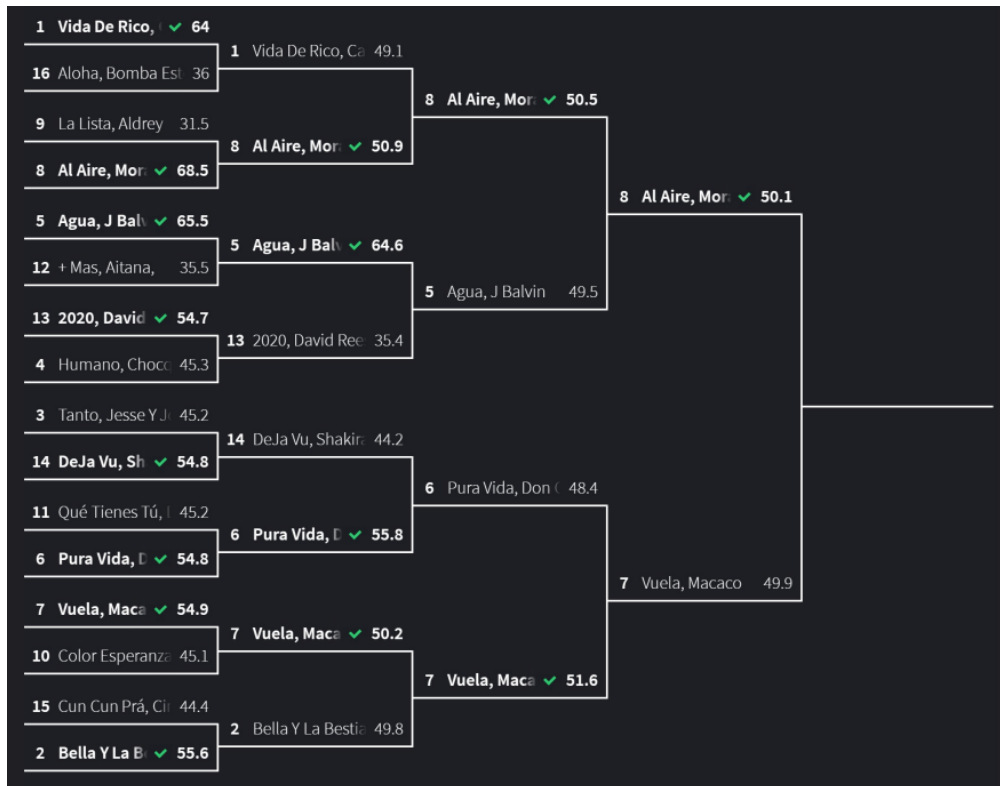 1 Vida De Rico, 64
16 Aloha, Bomba Est 36
9 La Lista, Aldrey 31.5
8 Al Aire, Mor 68.5
5 Agua, J Balv 65.5
12 + Mas, Aitana, 35.5
13 2020, David 54.7
4 Humano, Choco 45.3
3 Tanto, Jesse Y Jo 45.2
14 DeJa Vu, Sh 54.8
11 Qué Tienes Tú, 45.2
6 Pura Vida, D 54.8
7 Vuela, Maca 54.9
10 Color Esperanza 45.1
15 Cun Cun Prá, Cir 44.4
2 Bella Y La Be 55.6
1 Vida De Rico, Ca 49.1
8 Al Aire, Mor 50.9
5 Agua, J Balv 64.6
13 2020, David Ree 35.4
14 DeJa Vu, Shakira 44.2
6 Pura Vida, D 55.8
7 Vuela, Maca 50.2
2 Bella Y La Bestia 49.8
8 Al Aire, Mor 50.5
5 Agua, J Balvin 49.5
6 Pura Vida, Don 48.4
7 Vuela, Maca 51.6
8 Al Aire, Mor 50.1
7 Vuela, Macaco 49.9